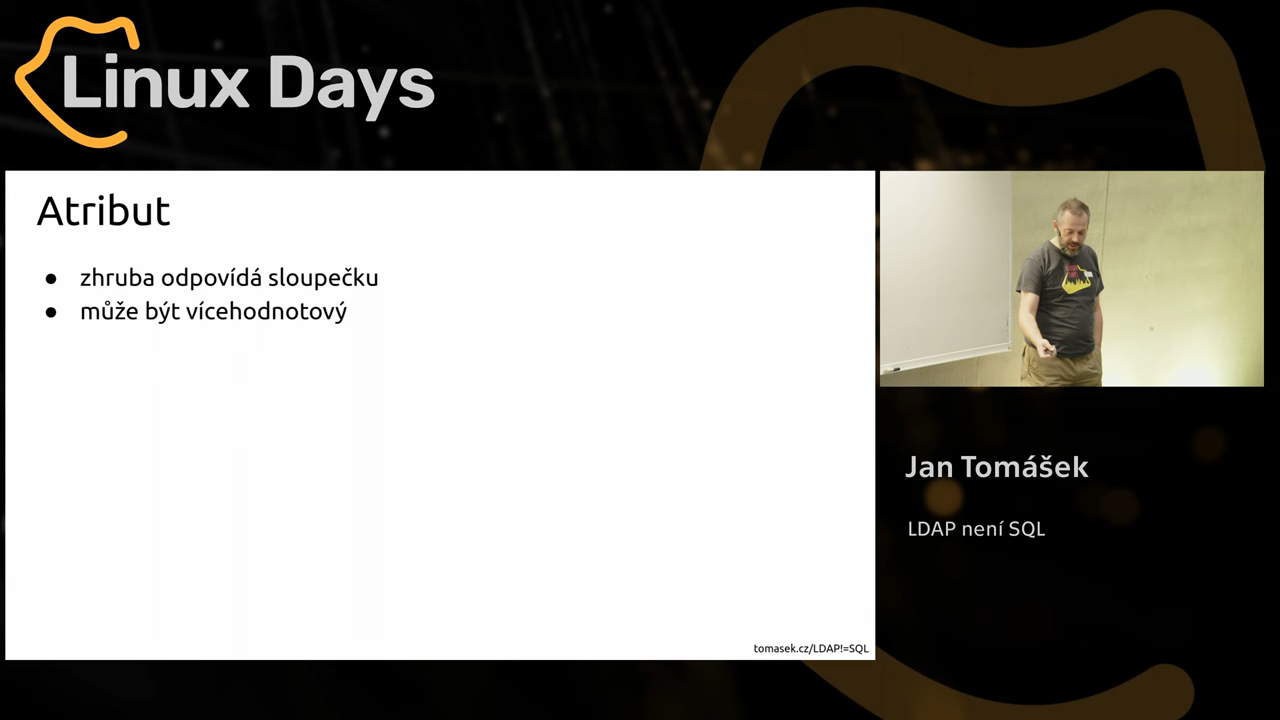 Linux Days
Atribut
● zhruba odpovídá sloupečku
● může být vícehodnotový
tomasek.cz/LDAP!=SQL
Jan Tomášek
LDAP není SQL